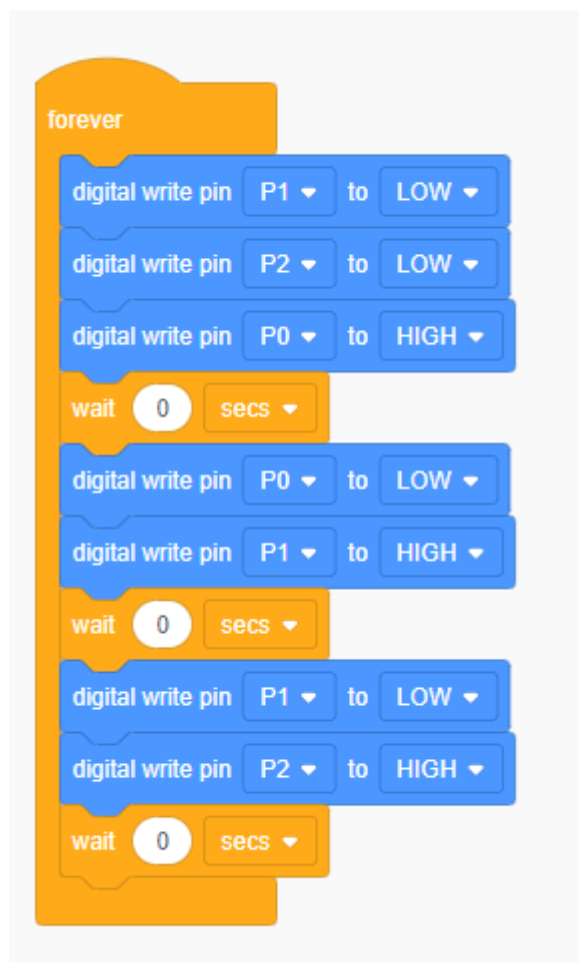 forever
digital write pin P1 to LOW
digital write pin P2 to LOW
digital write pin P0 to HIGH
wait 0 secs
digital write pin P0 to LOW
digital write pin P1 to HIGH
wait 0 secs
digital write pin P1 to LOW
digital write pin P2 to HIGH
wait 0 secs